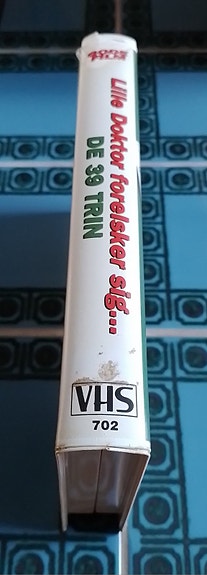 Lille Doktor forelsker sig...
DE 39 TRIN
VHS
702